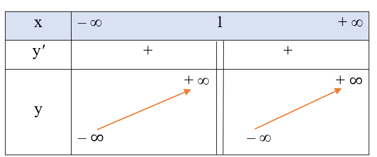 x − ∞ 1 + ∞
y′ + +
+ ∞ + ∞
y
− ∞ − ∞